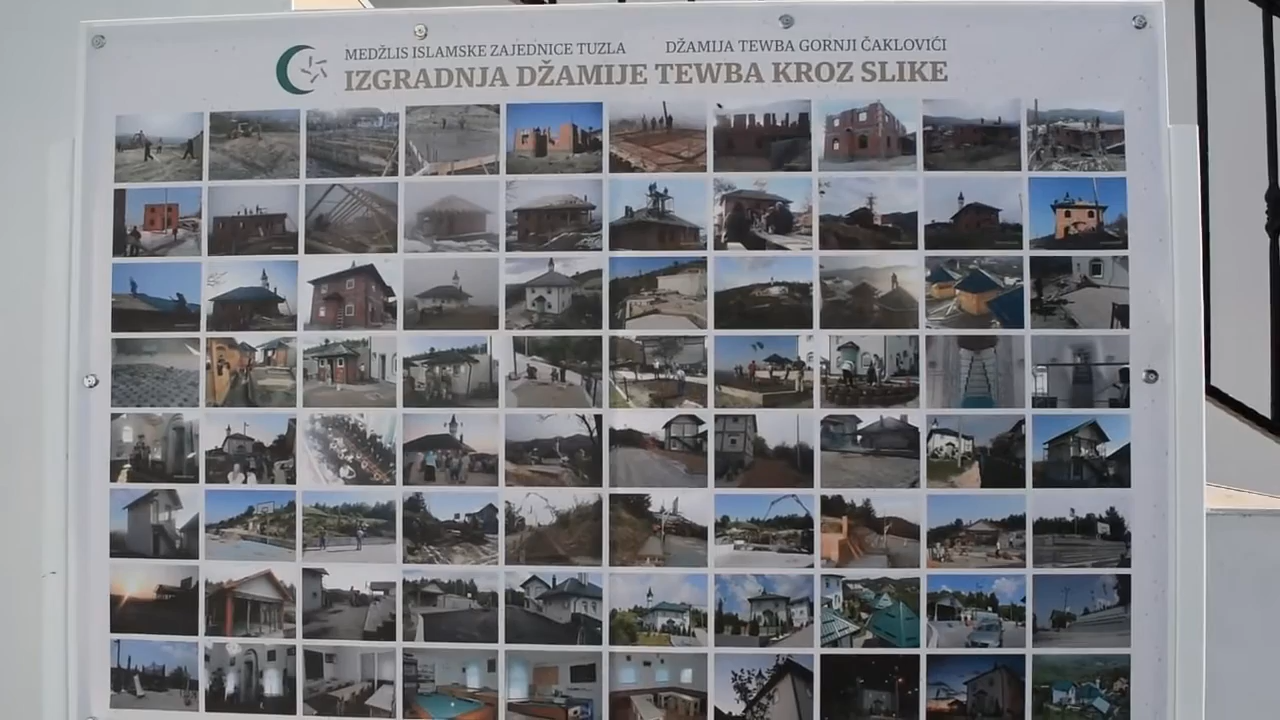 MEDŽLIS ISLAMSKE ZAJEDNICE TUZLA DŽAMIJA TEWBA GORNJI ČAKLOVIĆI
IZGRADNJA DŽAMIJE TEWBA KROZ SLIKE